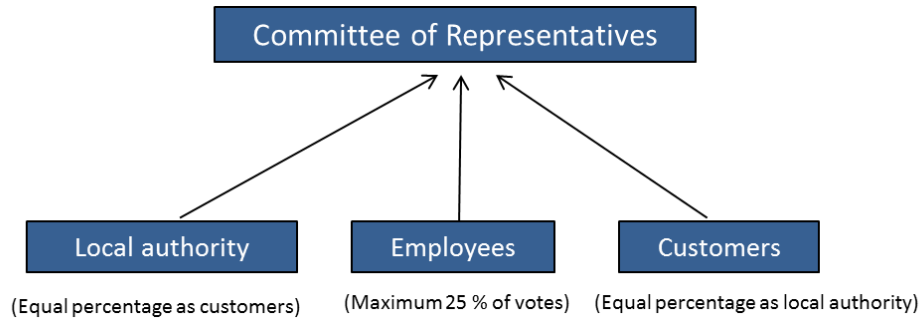 Committee of Representatives
Local authority
Employees
Customers
(Equal percentage as customers)
(Maximum 25 % of votes)
(Equal percentage as local authority)